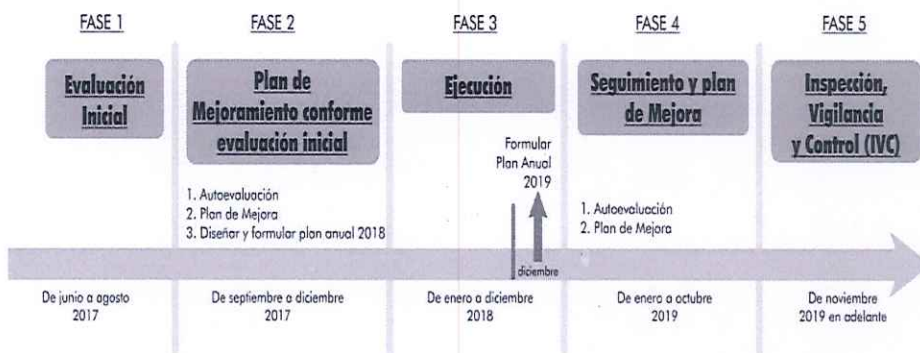 FASE 1
FASE 2
FASE 3
FASE 4
FASE 5
Evaluación
Inicial
Plan de
Mejoramiento conforme
evaluación inicial
Ejecución
Seguimiento y plan
de Mejora
Inspección,
Vigilancia
y Control (IVC)
1. Autoevaluación
2. Plan de Mejora
3. Diseñar y formular plan anual 2018
Formular
Plan Anual
2019
diciembre
1. Autoevaluación
2. Plan de Mejora
De junio a agosto
2017
De septiembre a diciembre
2017
De enero a diciembre
2018
De enero a octubre
2019
De noviembre
2019 en adelante